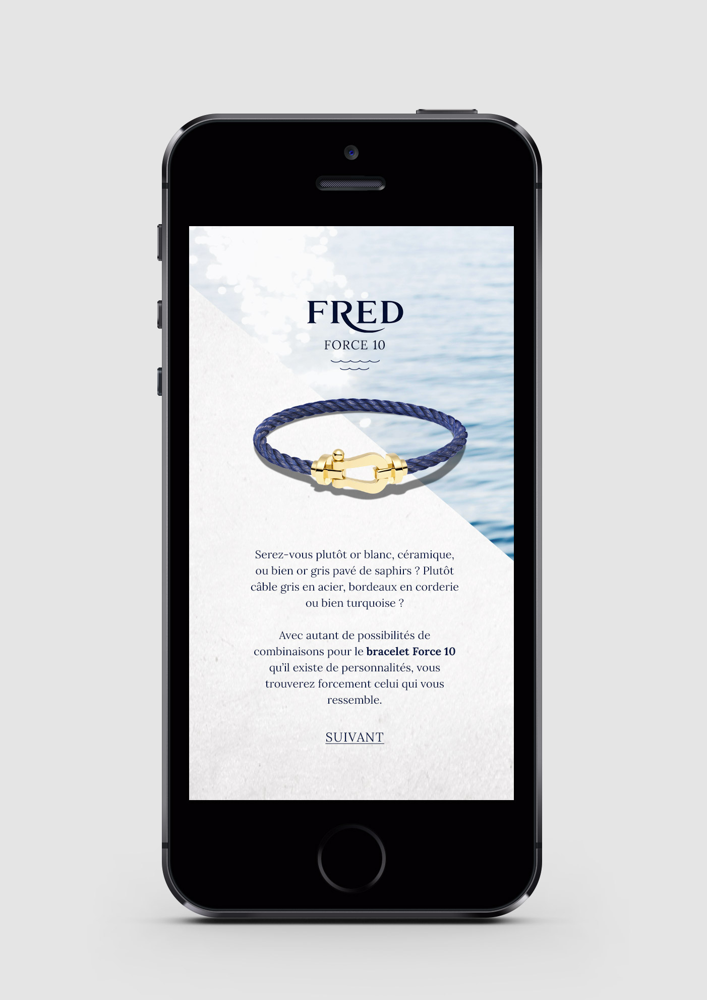 FRED
FORCE 10
Serez-vous plutôt or blanc, céramique,
ou bien or gris pavé de saphirs ? Plutôt
câble gris en acier, bordeaux en corderie
ou bien turquoise ?
Avec autant de possibilités de
combinaisons pour le bracelet Force 10
qu'il existe de personnalités, vous
trouverez forcement celui qui vous
ressemble.
SUIVANT